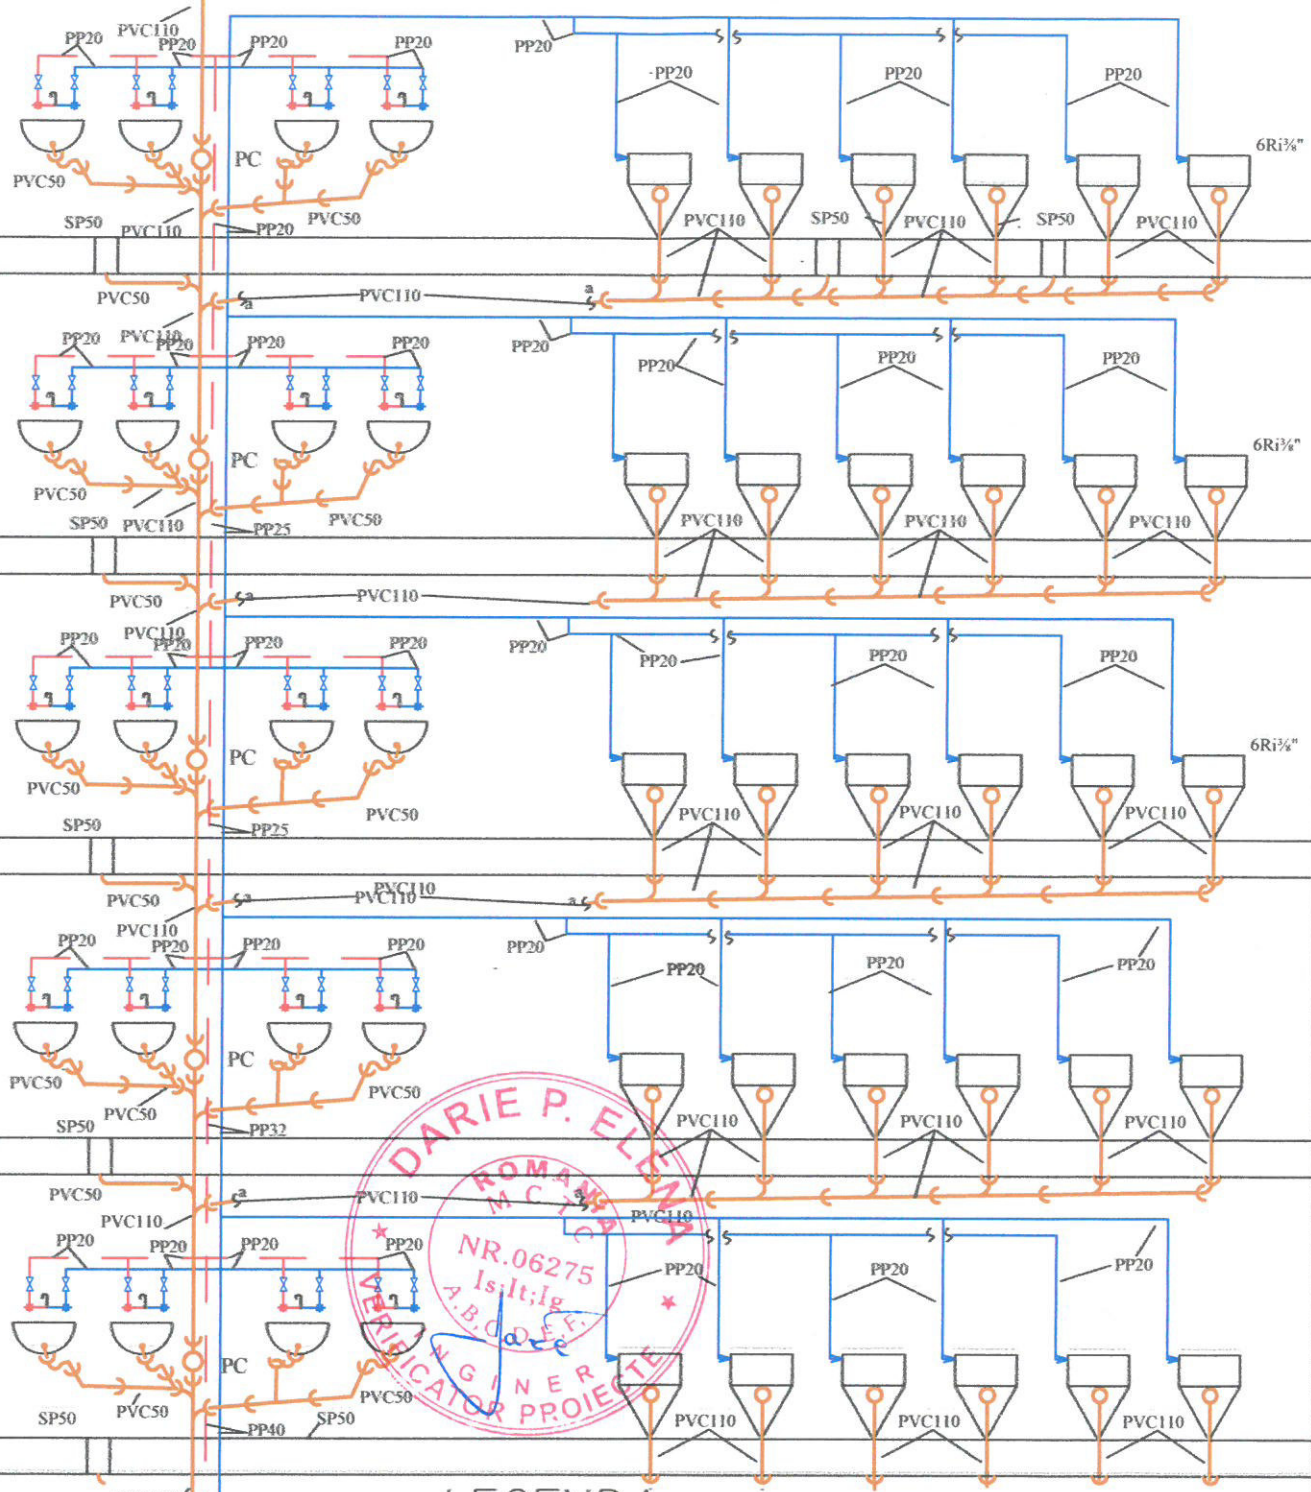 PVC110
PP20 PP20 PP20 PP20 PP20
PP20 PP20 PP20
6Ri⅜"
PC
PVC50 PVC50
SP50 PVC110 PP20 PVC110 SP50 PVC110 SP50 PVC110
PVC50 a PVC110 a
PVC110
PP20 PP20 PP20 PP20 PP20
PP20 PP20 PP20
6Ri⅜"
PC
PVC50
SP50 PVC110 PP25 PVC50 PVC110 PVC110 PVC110
PVC50 a PVC110
PVC110
PP20 PP20 PP20 PP20 PP20
PP20 PP20 PP20
6Ri⅜"
PC
PVC50 PVC50
SP50 PP25 PVC110 PVC110 PVC110
PVC110
PVC50 a PVC110 a
PVC110
PP20 PP20 PP20 PP20 PP20
PP20 PP20 PP20
PC
PVC50 PVC50 PVC50
SP50 PP32 PVC110 PVC110 PVC110
PVC50 a PVC110 a
PVC110 PVC110
PP20 PP20 PP20 PP20
PP20 PP20 PP20
PC
PVC50 PVC50
SP50 PP40 SP50 PVC110 PVC110 PVC110
DARIE P. ELENA
ROMANIA
M C T C
NR.06275
Is;It;Ig
A.B.C.D.E.F.
INGINER
VERIFICATOR PROIECTE